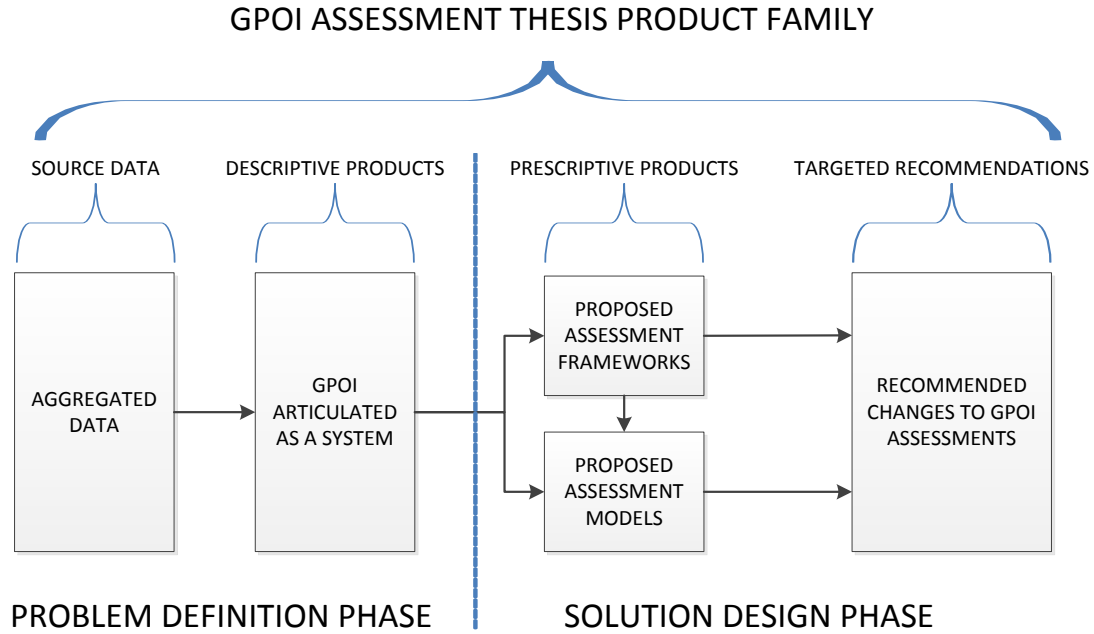 GPOI ASSESSMENT THESIS PRODUCT FAMILY
SOURCE DATA
DESCRIPTIVE PRODUCTS
PRESCRIPTIVE PRODUCTS
TARGETED RECOMMENDATIONS
AGGREGATED
DATA
GPOI
ARTICULATED
AS A SYSTEM
PROPOSED
ASSESSMENT
FRAMEWORKS
PROPOSED
ASSESSMENT
MODELS
RECOMMENDED
CHANGES TO GPOI
ASSESSMENTS
PROBLEM DEFINITION PHASE
SOLUTION DESIGN PHASE